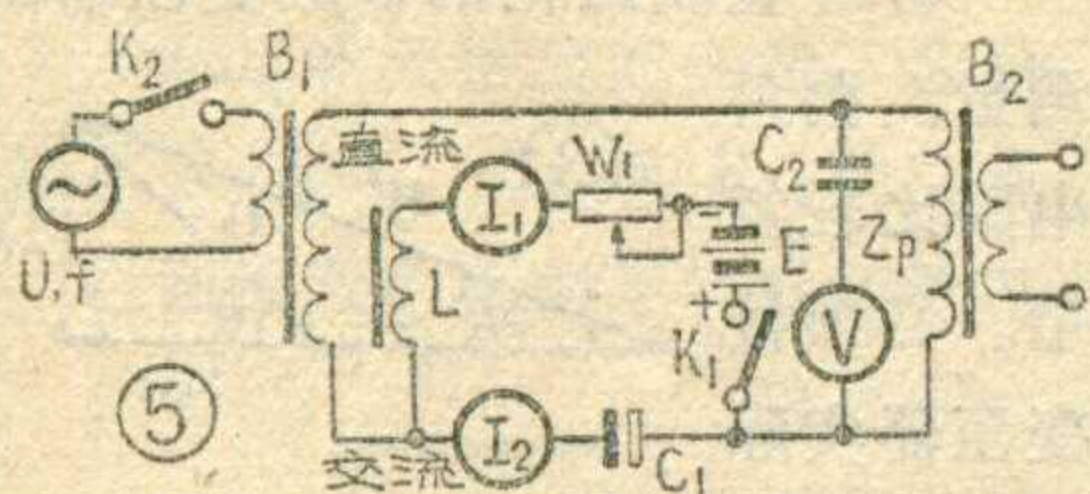 K₂ B₁ B₂
直流 W₁ C₂
I₁ - E Zₚ
U.f L + K₁ V
⑤ I₂
交流 C₁